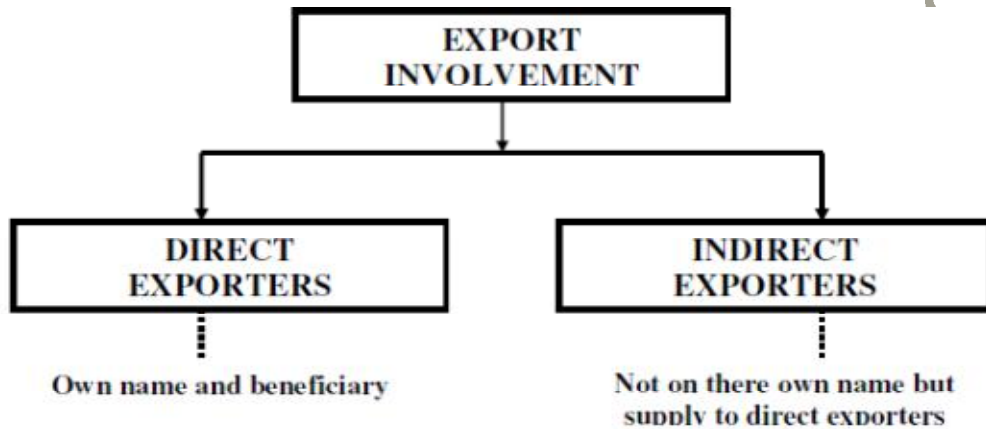 EXPORT
INVOLVEMENT
DIRECT
EXPORTERS
INDIRECT
EXPORTERS
Own name and beneficiary
Not on there own name but
supply to direct exporters